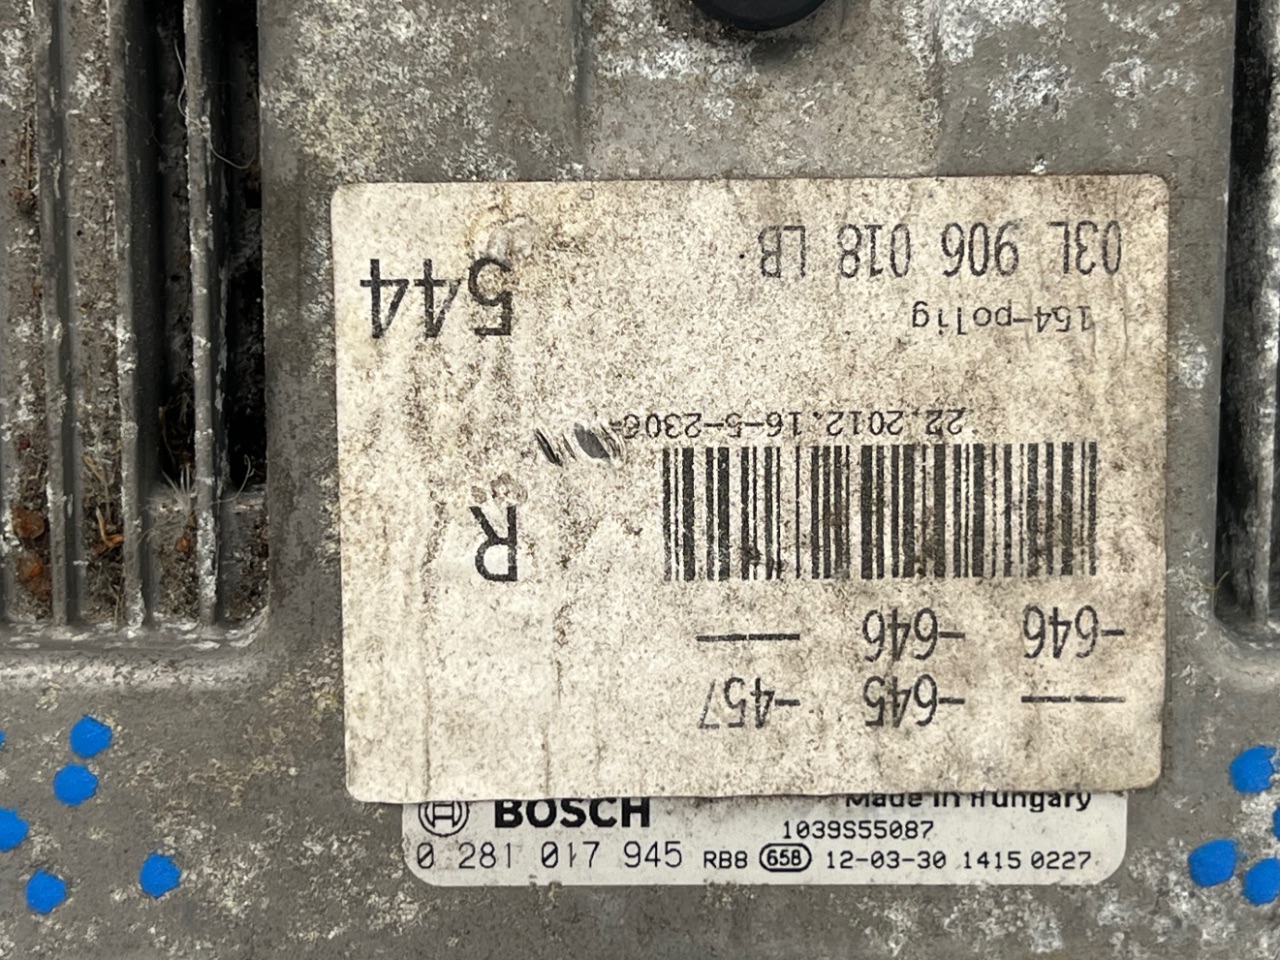 03L 906 018 LB
544
154-polig
22.2012.16-5-2306
R
-646 -646 ---
--- -645 -457
BOSCH Made in Hungary
1039S55087
0 281 017 945 RB8 658 12-03-30 1415 0227